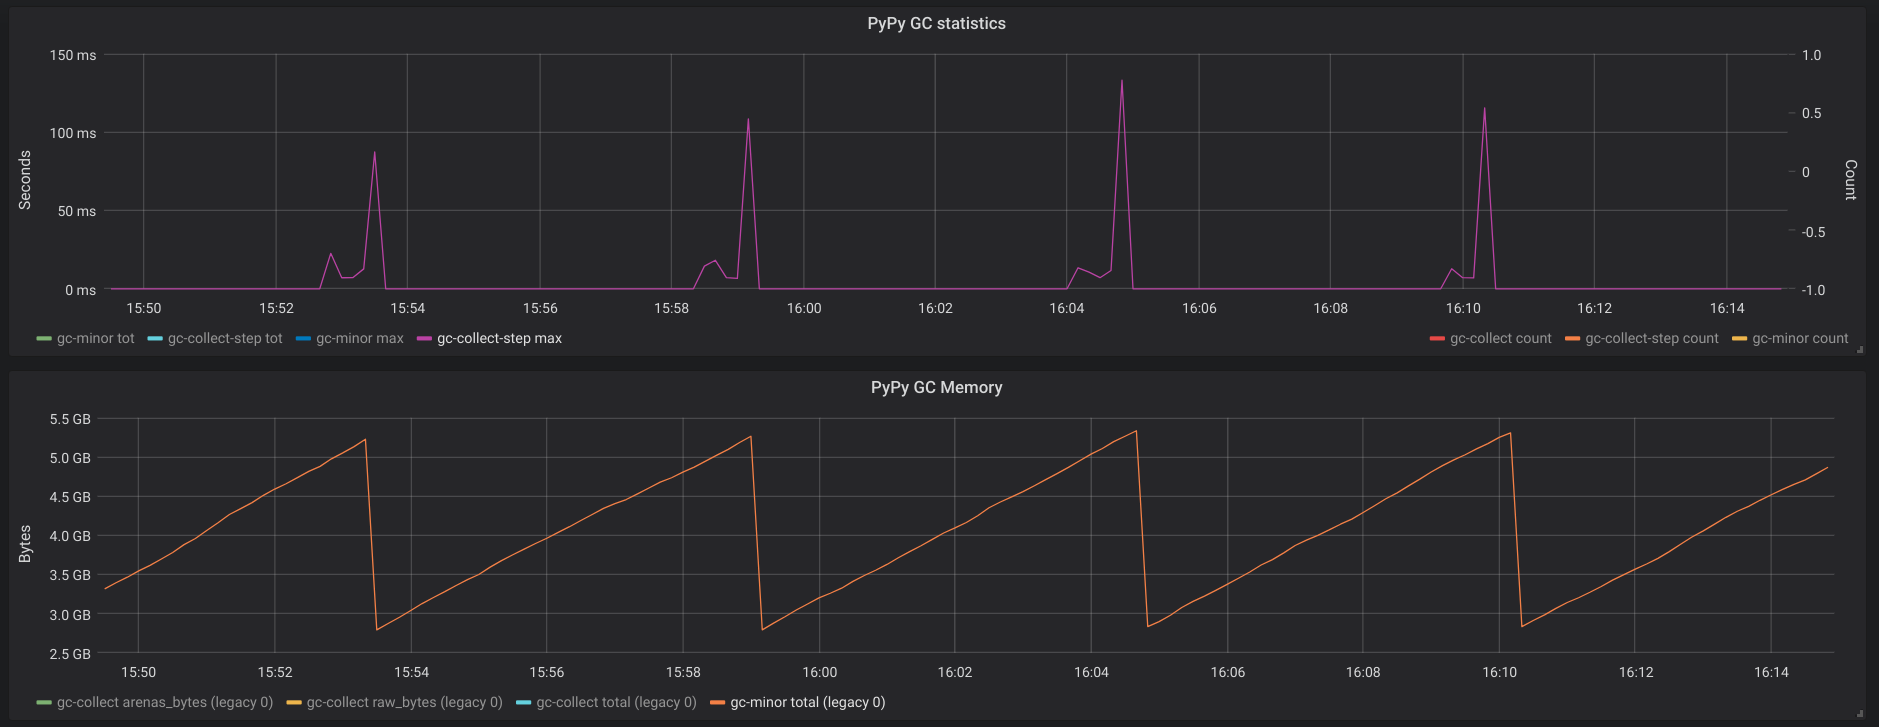 PyPy GC statistics
150 ms
100 ms
50 ms
0 ms
Seconds
1.0
0.5
0
-0.5
-1.0
Count
15:50 15:52 15:54 15:56 15:58 16:00 16:02 16:04 16:06 16:08 16:10 16:12 16:14
gc-minor tot gc-collect-step tot gc-minor max gc-collect-step max gc-collect count gc-collect-step count gc-minor count
PyPy GC Memory
5.5 GB
5.0 GB
4.5 GB
4.0 GB
3.5 GB
3.0 GB
2.5 GB
Bytes
15:50 15:52 15:54 15:56 15:58 16:00 16:02 16:04 16:06 16:08 16:10 16:12 16:14
gc-collect arenas_bytes (legacy 0) gc-collect raw_bytes (legacy 0) gc-collect total (legacy 0) gc-minor total (legacy 0)